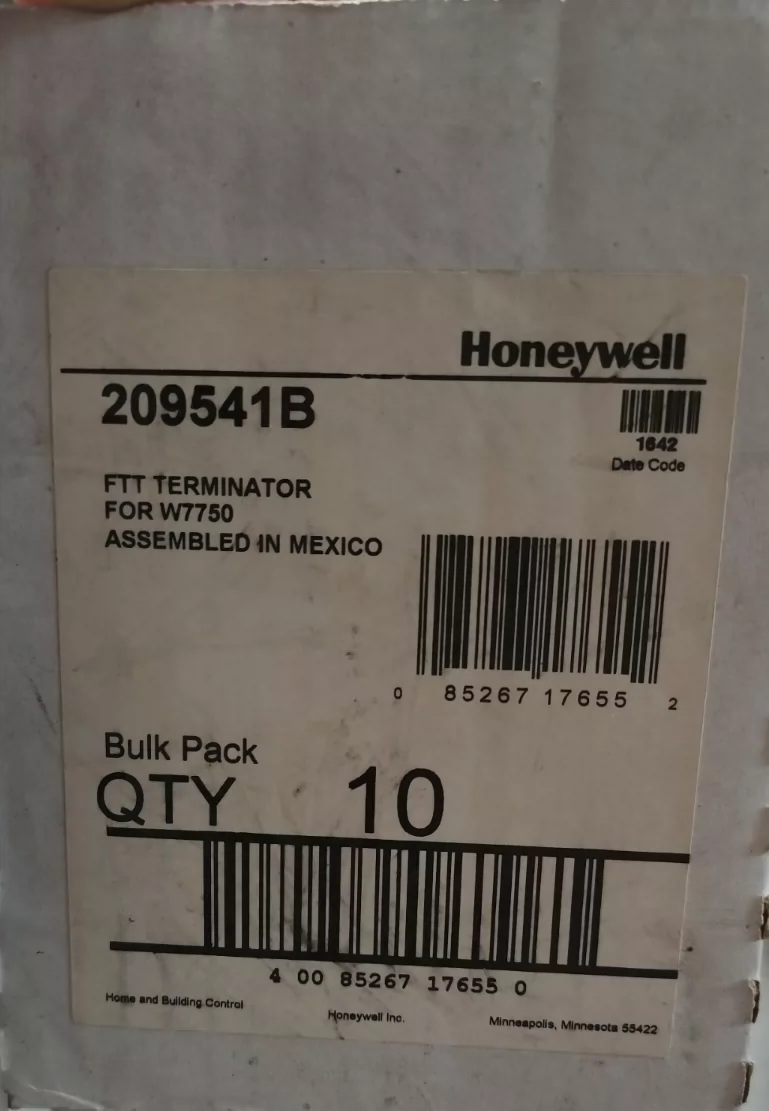 Honeywell
209541B
1642
Date Code
FTT TERMINATOR
FOR W7750
ASSEMBLED IN MEXICO
0 85267 17655 2
Bulk Pack
QTY 10
4 00 85267 17655 0
Home and Building Control
Honeywell Inc.
Minneapolis, Minnesota 55422